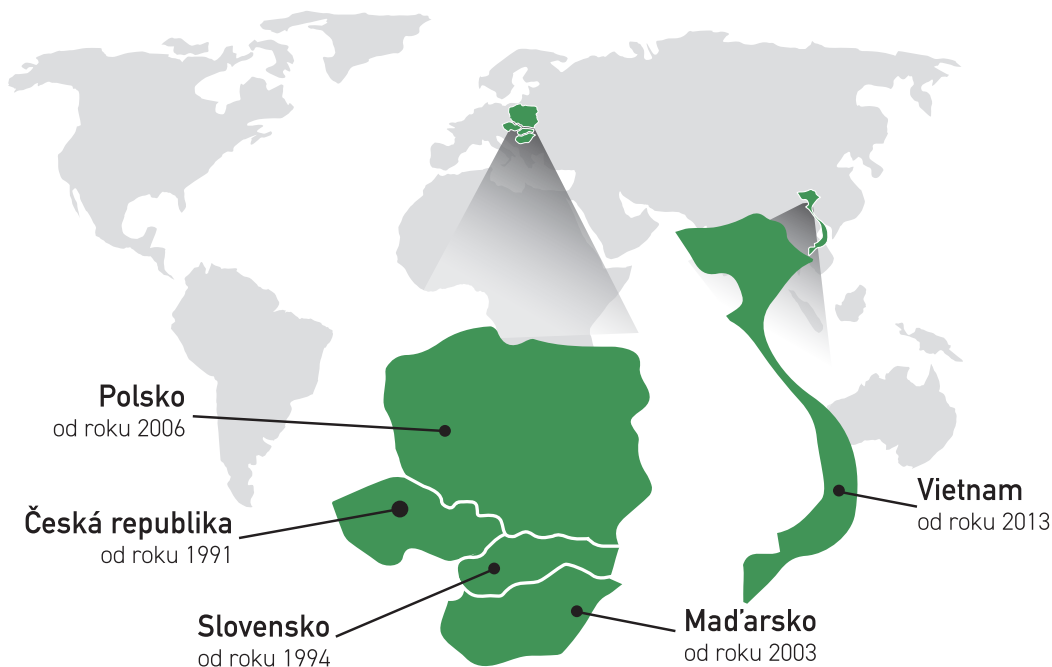 Polsko
od roku 2006
Česká republika
od roku 1991
Slovensko
od roku 1994
Maďarsko
od roku 2003
Vietnam
od roku 2013